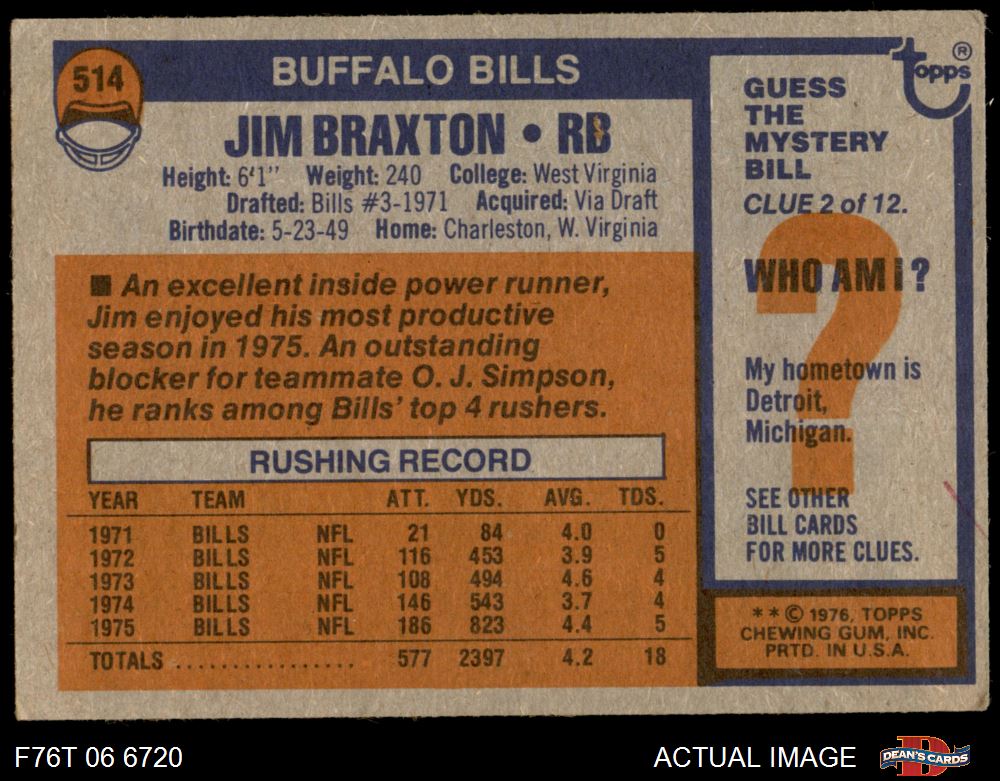 514
BUFFALO BILLS
JIM BRAXTON • RB
Height: 6'1" Weight: 240 College: West Virginia
Drafted: Bills #3-1971 Acquired: Via Draft
Birthdate: 5-23-49 Home: Charleston, W. Virginia
■ An excellent inside power runner,
Jim enjoyed his most productive
season in 1975. An outstanding
blocker for teammate O. J. Simpson,
he ranks among Bills' top 4 rushers.
RUSHING RECORD
YEAR TEAM ATT. YDS. AVG. TDS.
1971 BILLS NFL 21 84 4.0 0
1972 BILLS NFL 116 453 3.9 5
1973 BILLS NFL 108 494 4.6 4
1974 BILLS NFL 146 543 3.7 4
1975 BILLS NFL 186 823 4.4 5
TOTALS ................ 577 2397 4.2 18
topps ®
GUESS
THE
MYSTERY
BILL
CLUE 2 of 12.
?
WHO AM I?
My hometown is
Detroit,
Michigan.
SEE OTHER
BILL CARDS
FOR MORE CLUES.
* * © 1976, TOPPS
CHEWING GUM, INC.
PRTD. IN U.S.A.
F76T 06 6720
ACTUAL IMAGE
DEAN'S CARDS